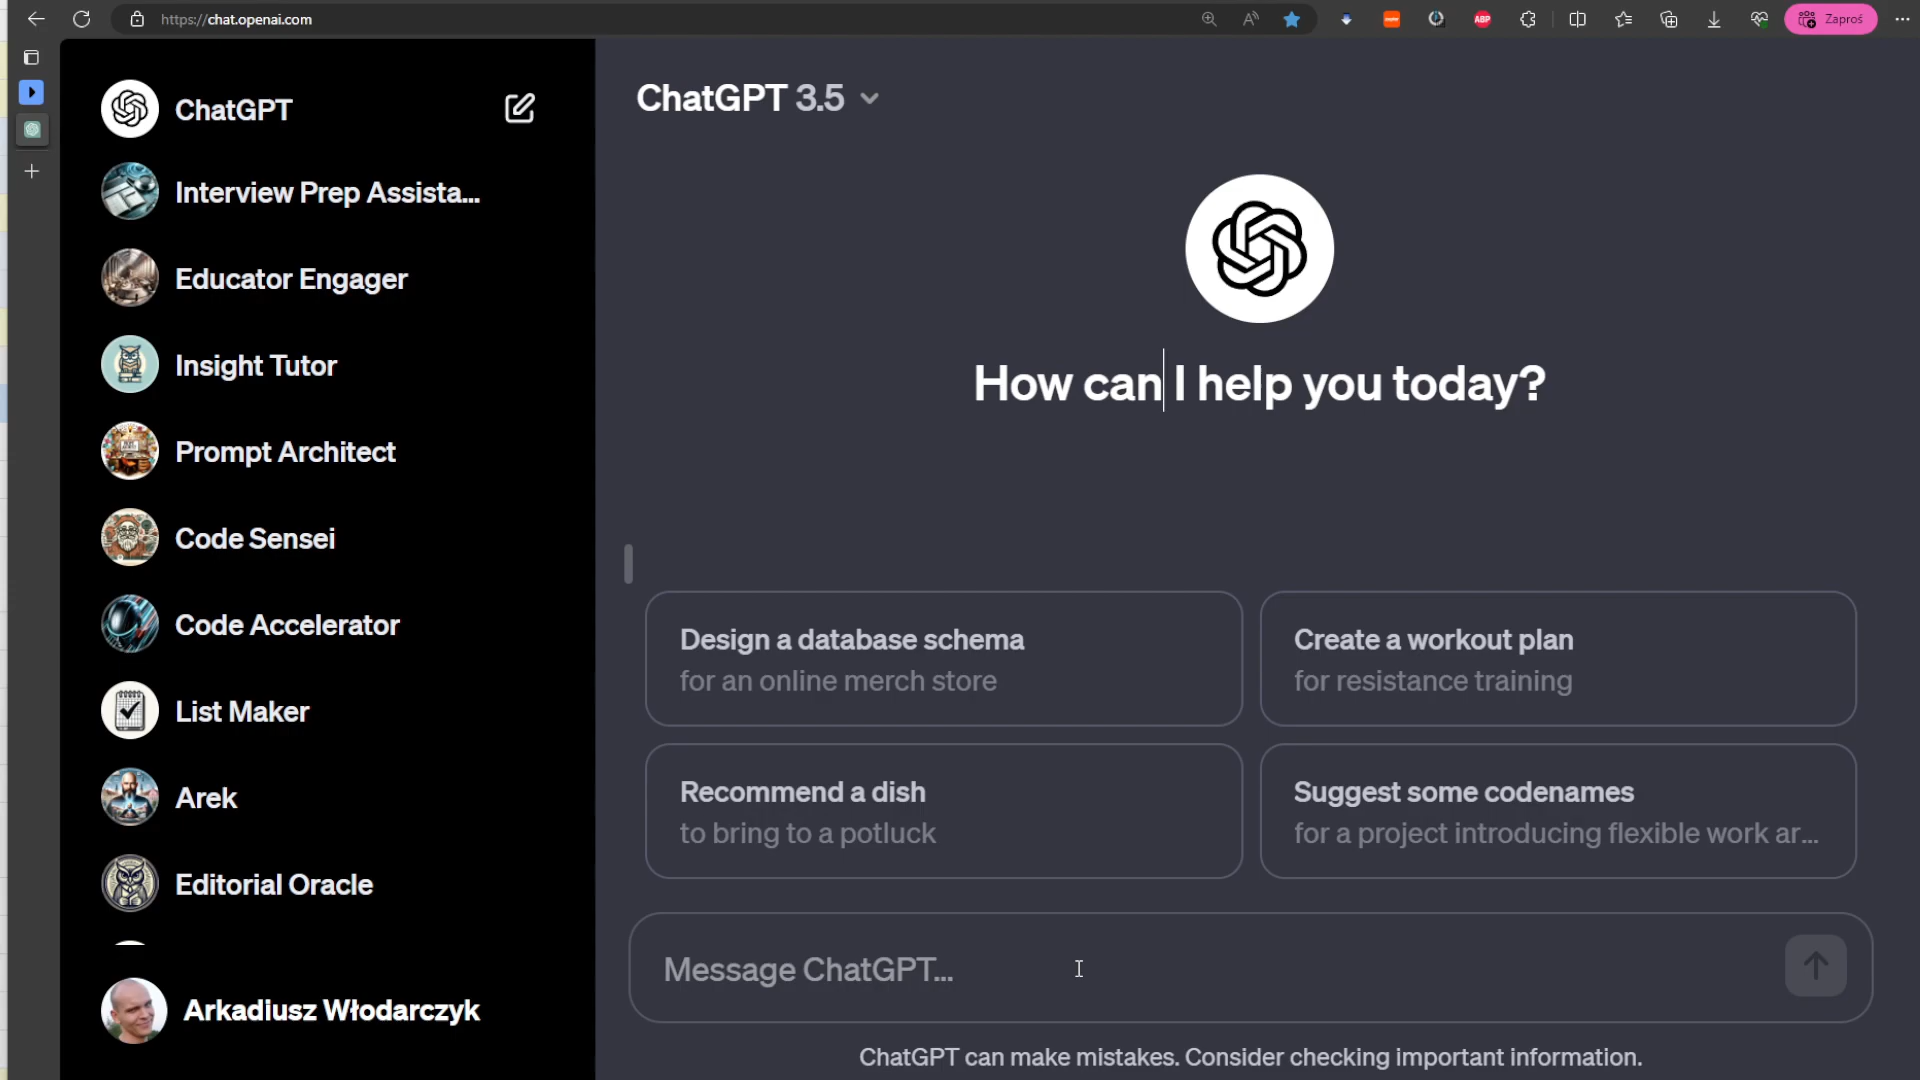 https://chat.openai.com
ABP
Zaproś
ChatGPT
Interview Prep Assista...
Educator Engager
Insight Tutor
Prompt Architect
Code Sensei
Code Accelerator
List Maker
Arek
Editorial Oracle
Arkadiusz Włodarczyk
ChatGPT 3.5
How can I help you today?
Design a database schema
for an online merch store
Create a workout plan
for resistance training
Recommend a dish
to bring to a potluck
Suggest some codenames
for a project introducing flexible work ar...
Message ChatGPT...
ChatGPT can make mistakes. Consider checking important information.